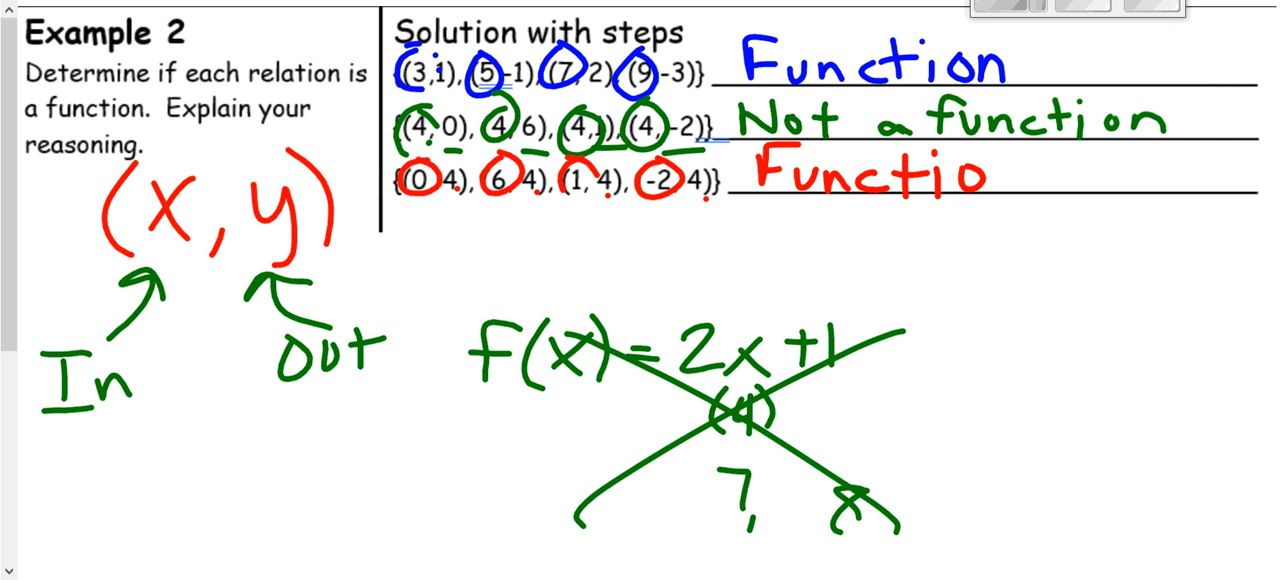 Example 2
Determine if each relation is
a function. Explain your
reasoning.
Solution with steps
{(3,1), (5,-1), (7, 2), (9,-3)} Function
{(4, 0), (4, 6), (4,1), (4, -2)} Not a function
{(0, 4), (6, 4), (1, 4), (-2, 4)} Functio
(x, y)
In
out
f(x) = 2x +1
(4)